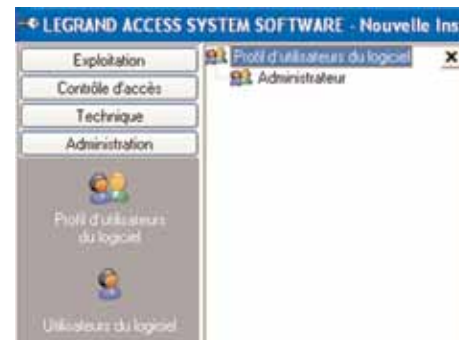 LEGRAND ACCESS SYSTEM SOFTWARE - Nouvelle Ins
Exploitation
Contrôle d'accès
Technique
Administration
Profil d'utilisateurs
du logiciel
Utilisateurs du logiciel
Profil d'utilisateurs du logiciel
Administrateur